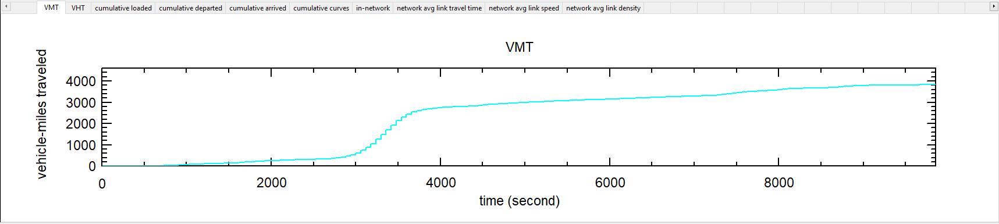 VMT VHT cumulative loaded cumulative departed cumulative arrived cumulative curves in-network network avg link travel time network avg link speed network avg link density
VMT
vehicle-miles traveled
4000
3000
2000
1000
0
0 2000 4000 6000 8000
time (second)